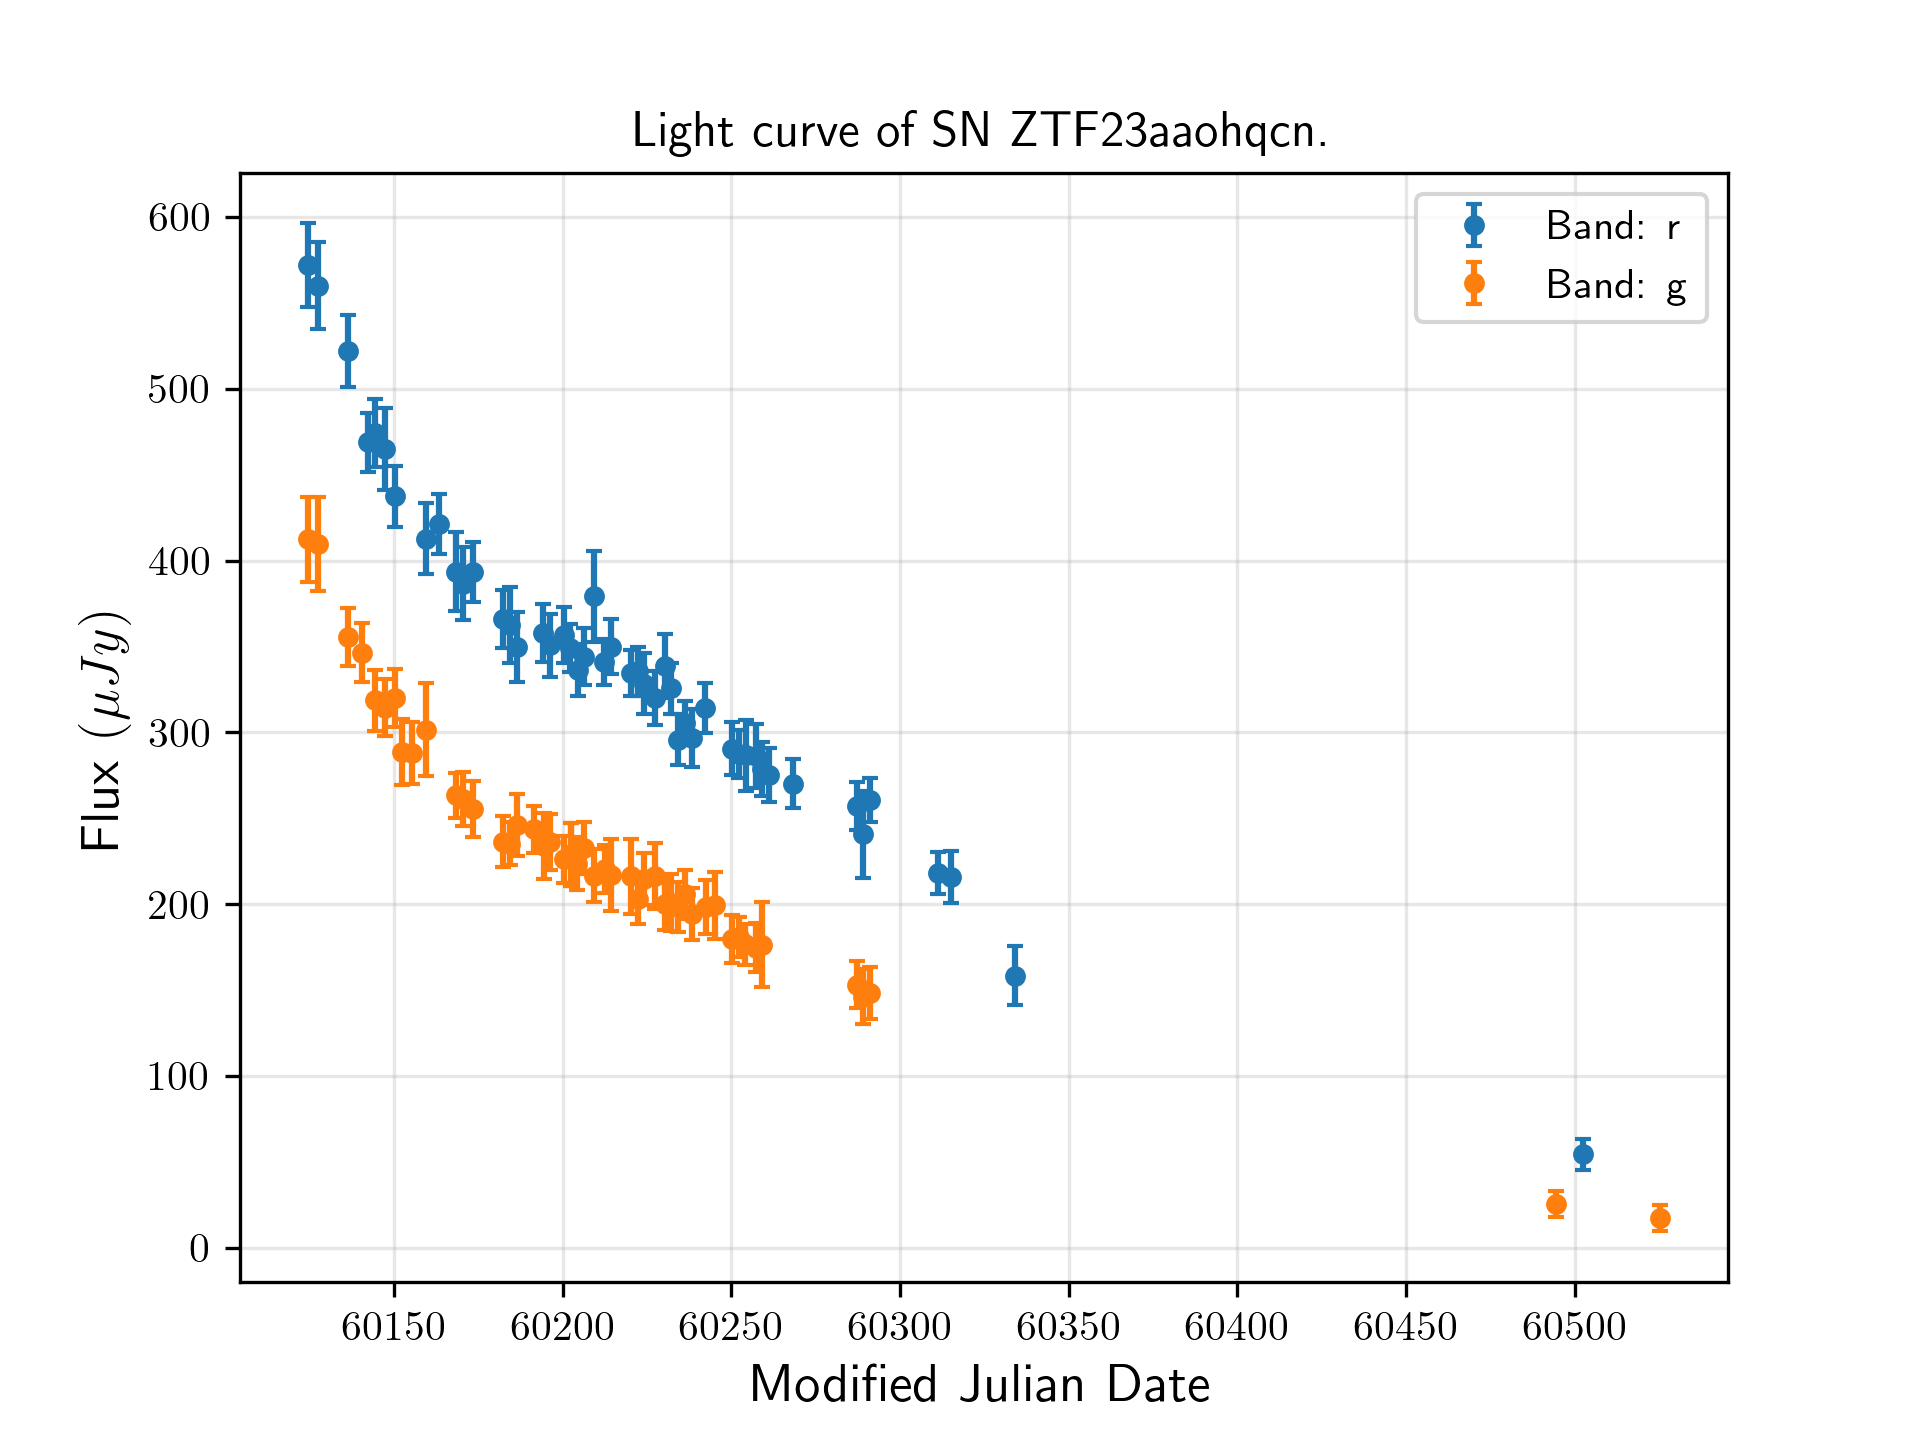 Light curve of SN ZTF23aaohqcn.
Band: r
Band: g
600
500
400
300
200
100
0
Flux (μJy)
60150 60200 60250 60300 60350 60400 60450 60500
Modified Julian Date